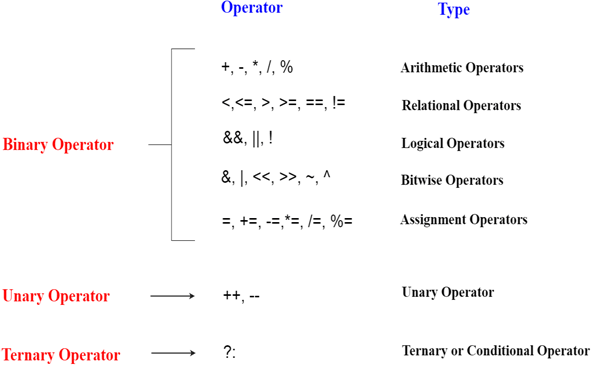 Operator Type
+, -, *, /, % Arithmetic Operators
<,<=, >, >=, ==, != Relational Operators
Binary Operator &&, ||, ! Logical Operators
&, |, <<, >>, ~, ^ Bitwise Operators
=, +=, -=,*=, /=, %= Assignment Operators
Unary Operator ++, -- Unary Operator
Ternary Operator ?: Ternary or Conditional Operator